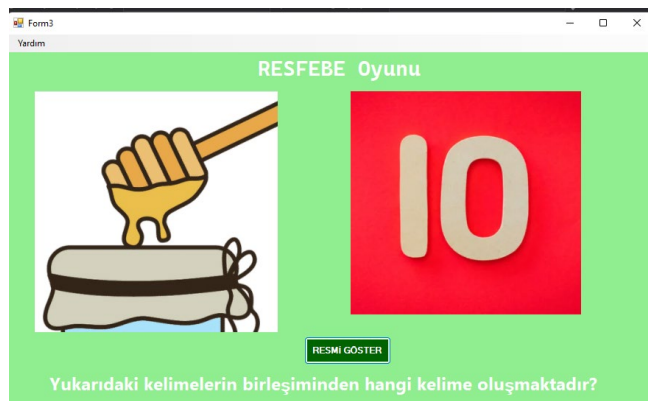 Form3
Yardım
RESFEBE Oyunu
10
RESMİ GÖSTER
Yukarıdaki kelimelerin birleşiminden hangi kelime oluşmaktadır?